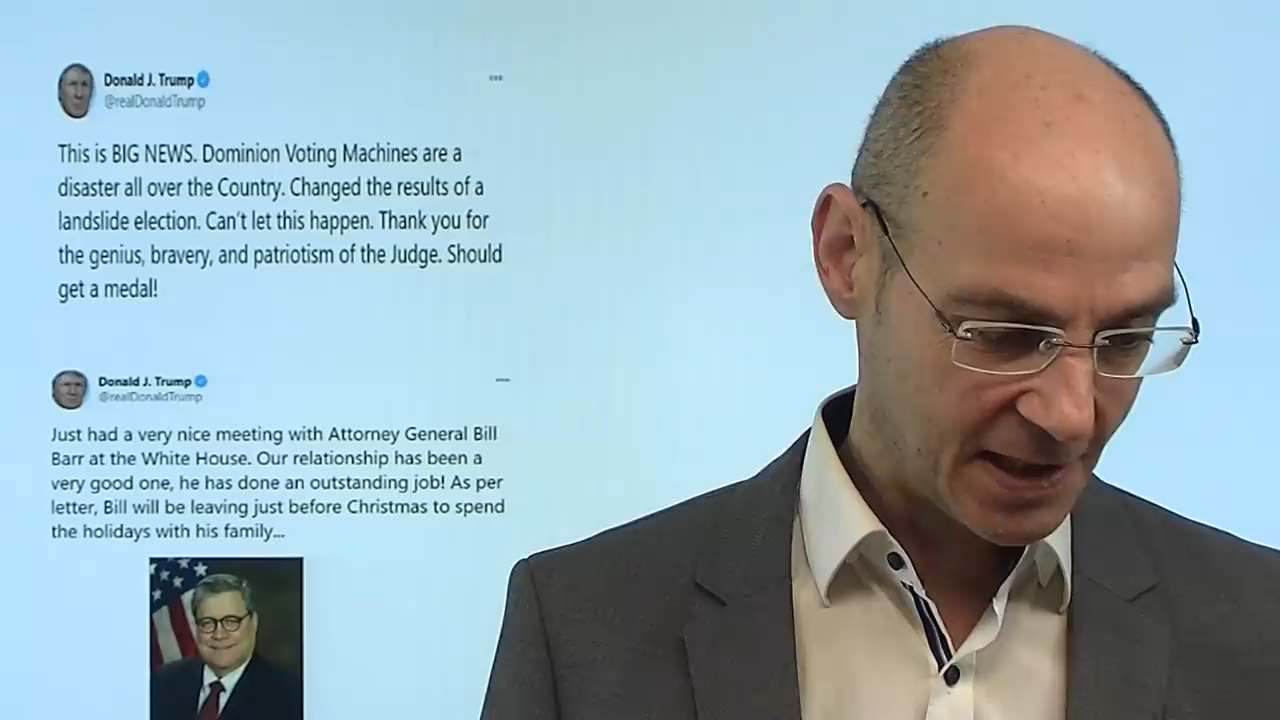 Donald J. Trump
@realDonaldTrump
This is BIG NEWS. Dominion Voting Machines are a
disaster all over the Country. Changed the results of a
landslide election. Can't let this happen. Thank you for
the genius, bravery, and patriotism of the Judge. Should
get a medal!
Donald J. Trump
@realDonaldTrump
Just had a very nice meeting with Attorney General Bill
Barr at the White House. Our relationship has been a
very good one, he has done an outstanding job! As per
letter, Bill will be leaving just before Christmas to spend
the holidays with his family...